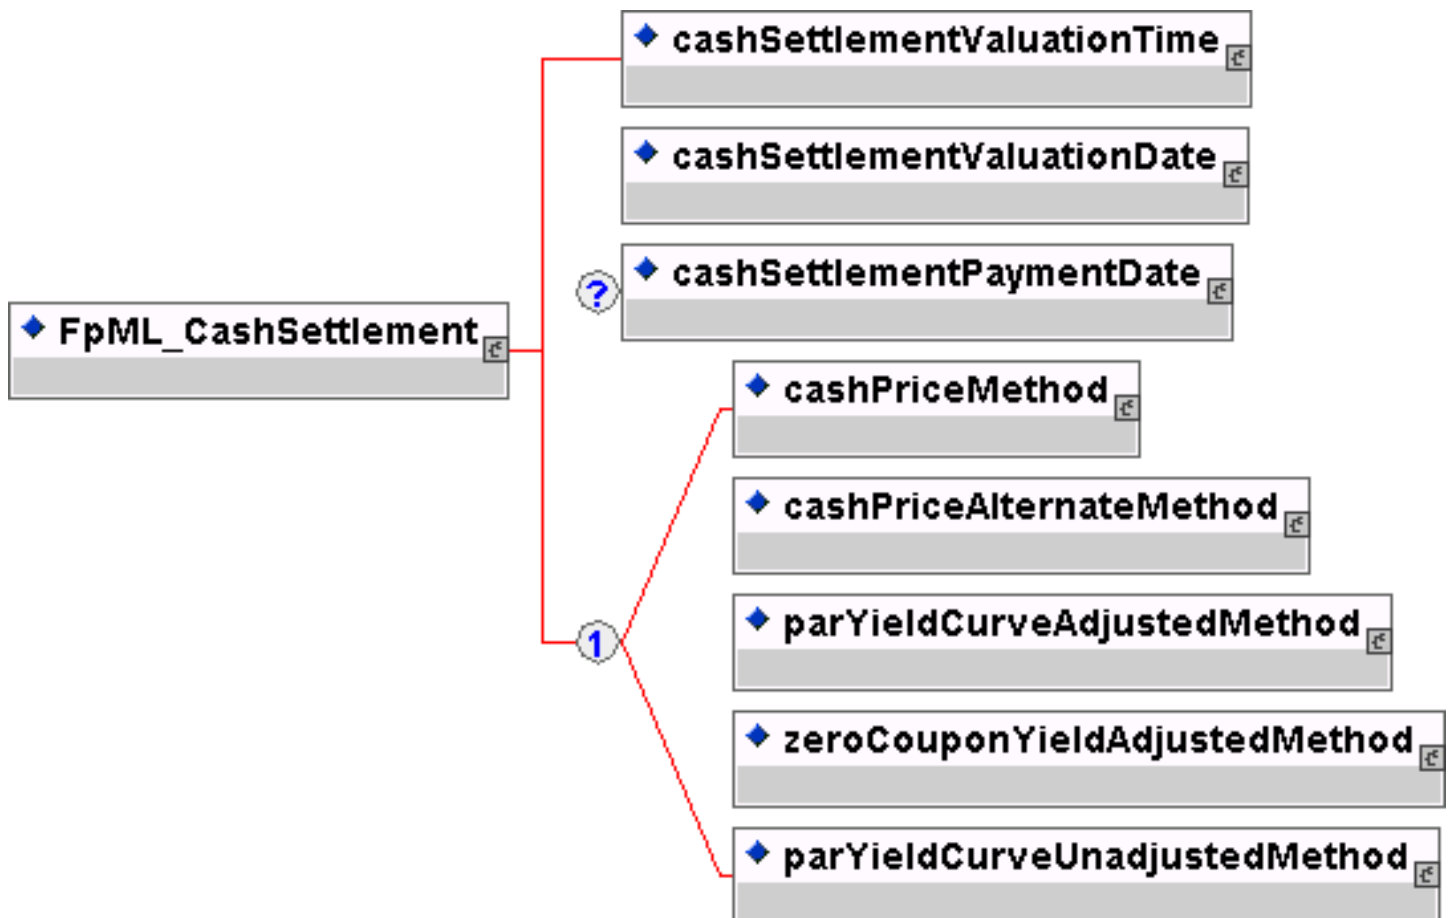 cashSettlementValuationTime
cashSettlementValuationDate
?
cashSettlementPaymentDate
FpML_CashSettlement
cashPriceMethod
cashPriceAlternateMethod
parYieldCurveAdjustedMethod
1
zeroCouponYieldAdjustedMethod
parYieldCurveUnadjustedMethod